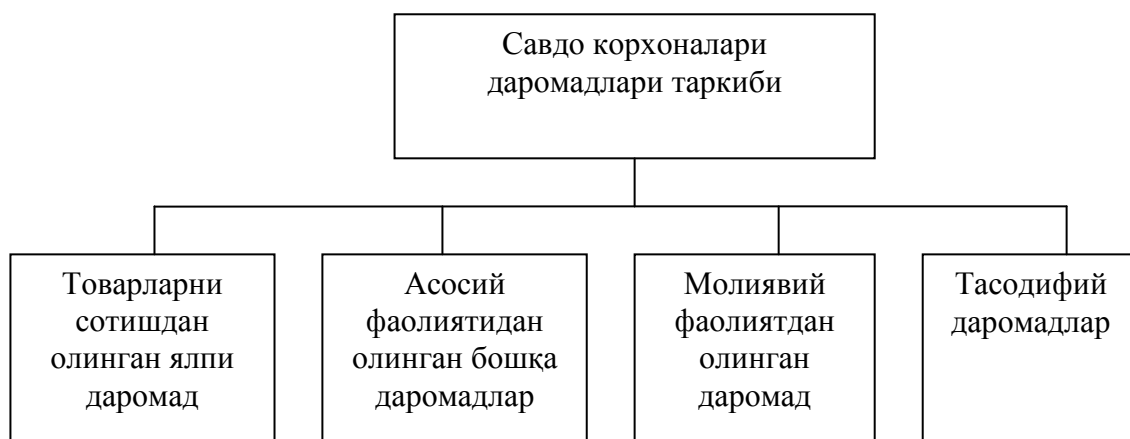 Савдо корхоналари
даромадлари таркиби
Товарларни
сотишдан
олинган ялпи
даромад
Асосий
фаолиятидан
олинган бошқа
даромадлар
Молиявий
фаолиятдан
олинган
даромад
Тасодифий
даромадлар